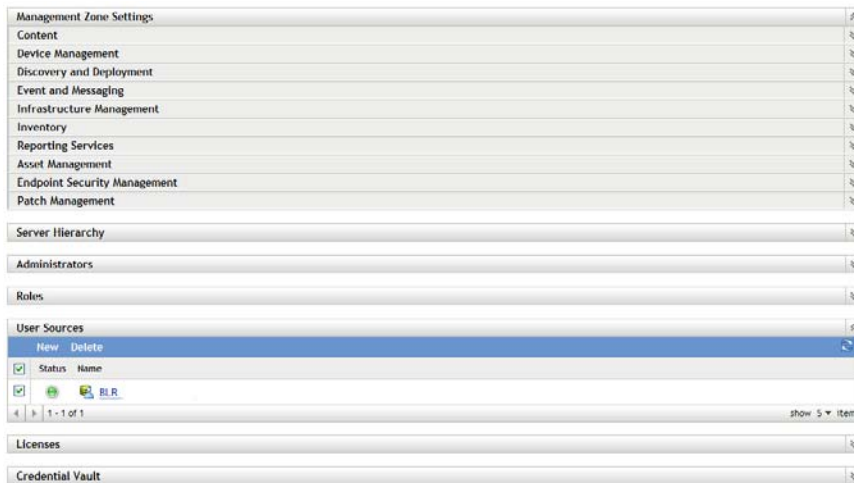 Management Zone Settings
Content
Device Management
Discovery and Deployment
Event and Messaging
Infrastructure Management
Inventory
Reporting Services
Asset Management
Endpoint Security Management
Patch Management
Server Hierarchy
Administrators
Roles
User Sources
New Delete
Status Name
BLR
1 - 1 of 1 show 5 item
Licenses
Credential Vault